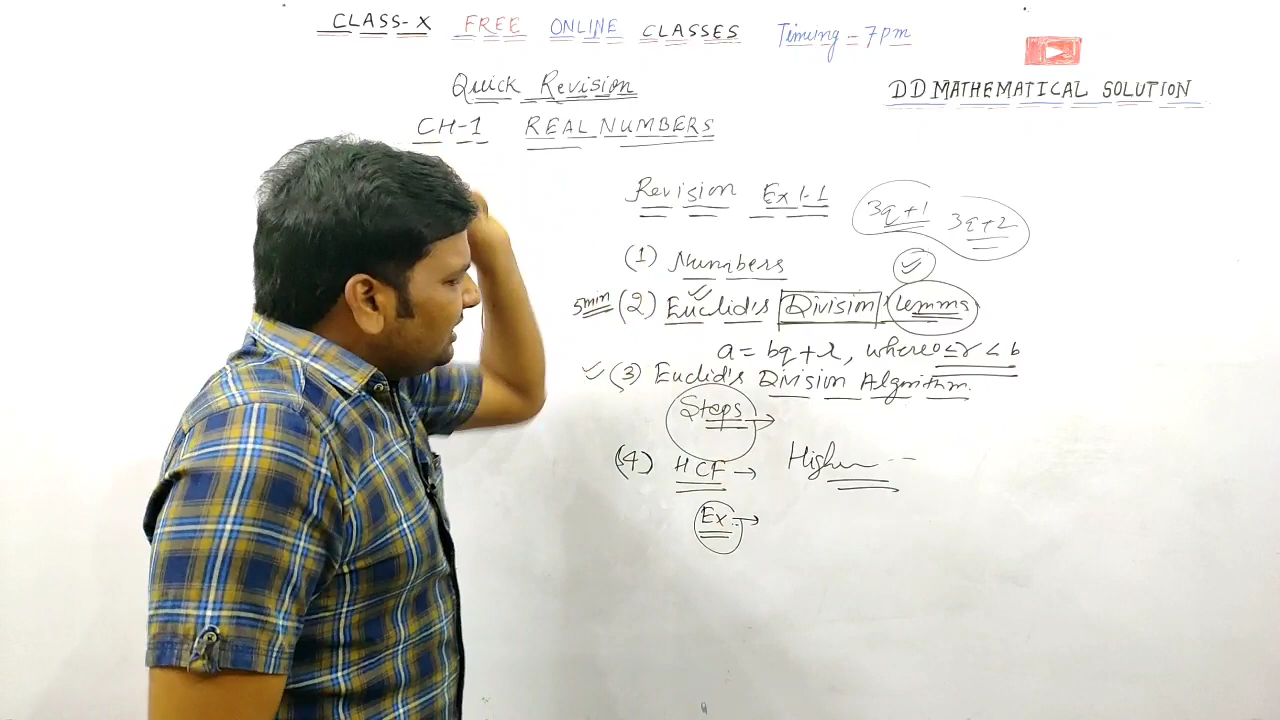 CLASS-X FREE ONLINE CLASSES Timing = 7pm
Quick Revision
DD MATHEMATICAL SOLUTION
CH-1 REAL NUMBERS
Revision Ex 1.1
3q+1 3q+2
(1) Numbers
5min (2) Euclid's Division Lemma
a = bq + r, where 0 ≤ r < b
(3) Euclid's Division Algorithm.
Steps →
(4) HCF → Higher --
Ex. →